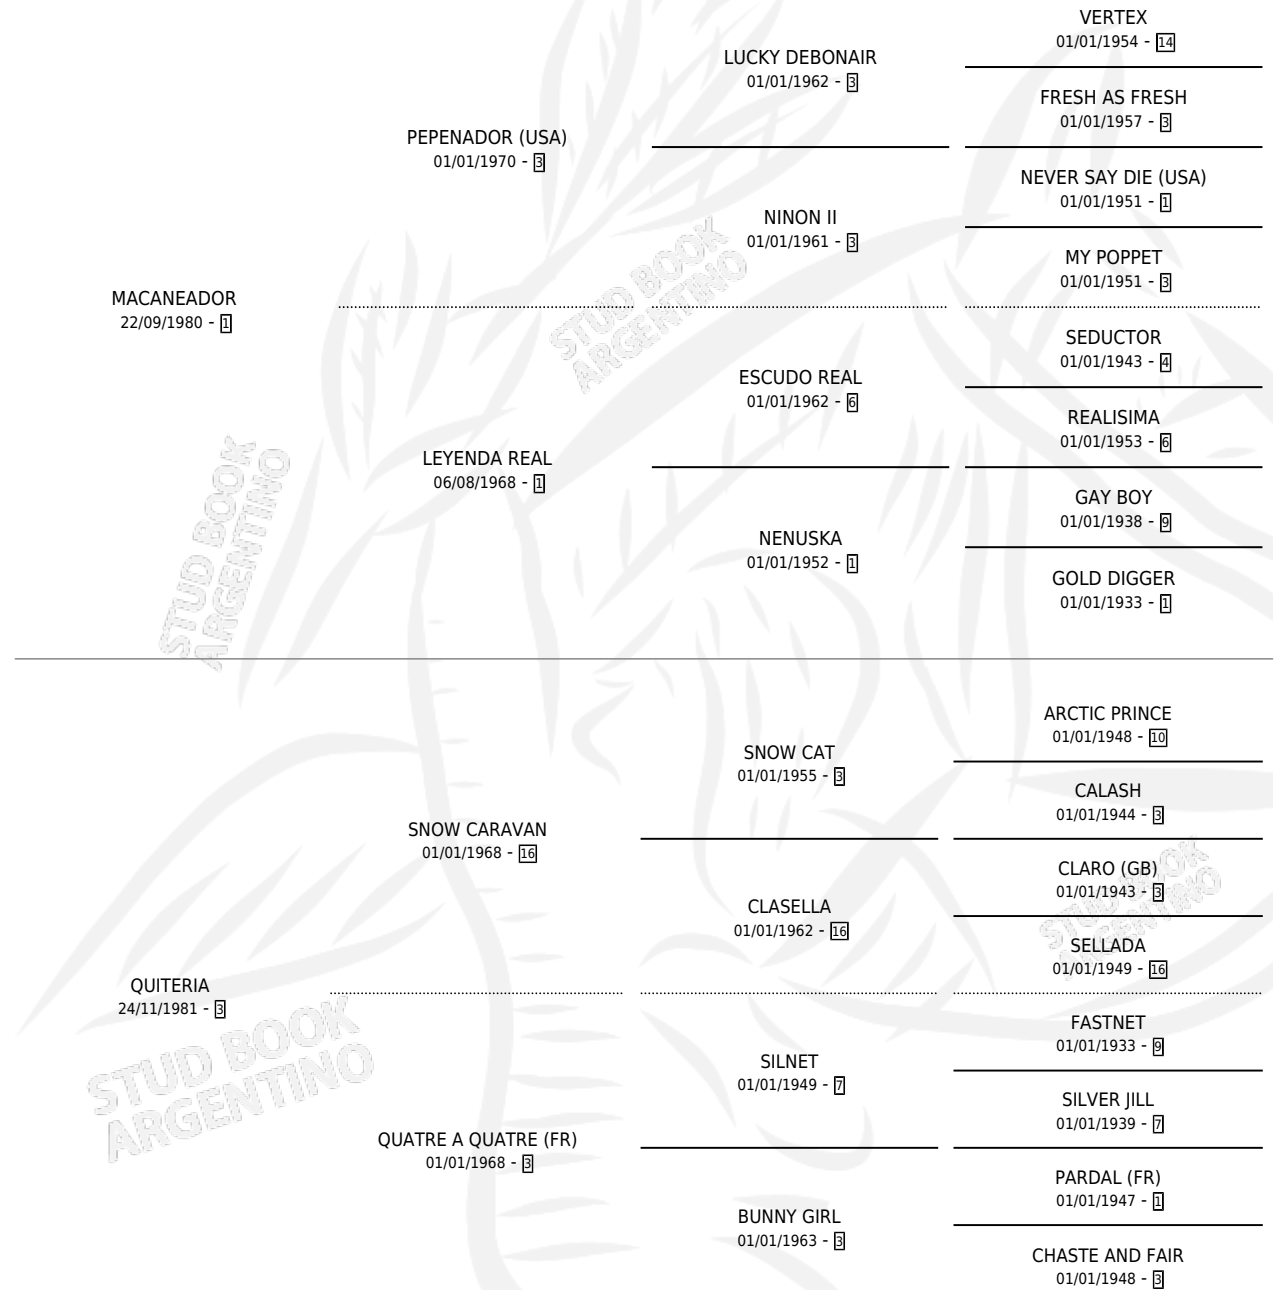 VERTEX
01/01/1954 - 14
LUCKY DEBONAIR
01/01/1962 - 3
FRESH AS FRESH
01/01/1957 - 3
PEPENADOR (USA)
01/01/1970 - 3
NEVER SAY DIE (USA)
01/01/1951 - 1
NINON II
01/01/1961 - 3
MY POPPET
01/01/1951 - 3
MACANEADOR
22/09/1980 - 1
SEDUCTOR
01/01/1943 - 4
ESCUDO REAL
01/01/1962 - 6
REALISIMA
01/01/1953 - 6
LEYENDA REAL
06/08/1968 - 1
GAY BOY
01/01/1938 - 9
NENUSKA
01/01/1952 - 1
GOLD DIGGER
01/01/1933 - 1
ARCTIC PRINCE
01/01/1948 - 10
SNOW CAT
01/01/1955 - 3
CALASH
01/01/1944 - 3
SNOW CARAVAN
01/01/1968 - 16
CLARO (GB)
01/01/1943 - 3
CLASELLA
01/01/1962 - 16
SELLADA
01/01/1949 - 16
QUITERIA
24/11/1981 - 3
FASTNET
01/01/1933 - 9
SILNET
01/01/1949 - 7
SILVER JILL
01/01/1939 - 7
QUATRE A QUATRE (FR)
01/01/1968 - 3
PARDAL (FR)
01/01/1947 - 1
BUNNY GIRL
01/01/1963 - 3
CHASTE AND FAIR
01/01/1948 - 3
STUD BOOK
ARGENTINO
STUD BOOK
ARGENTINO
STUD BOOK
ARGENTINO
STUD BOOK
ARGENTINO